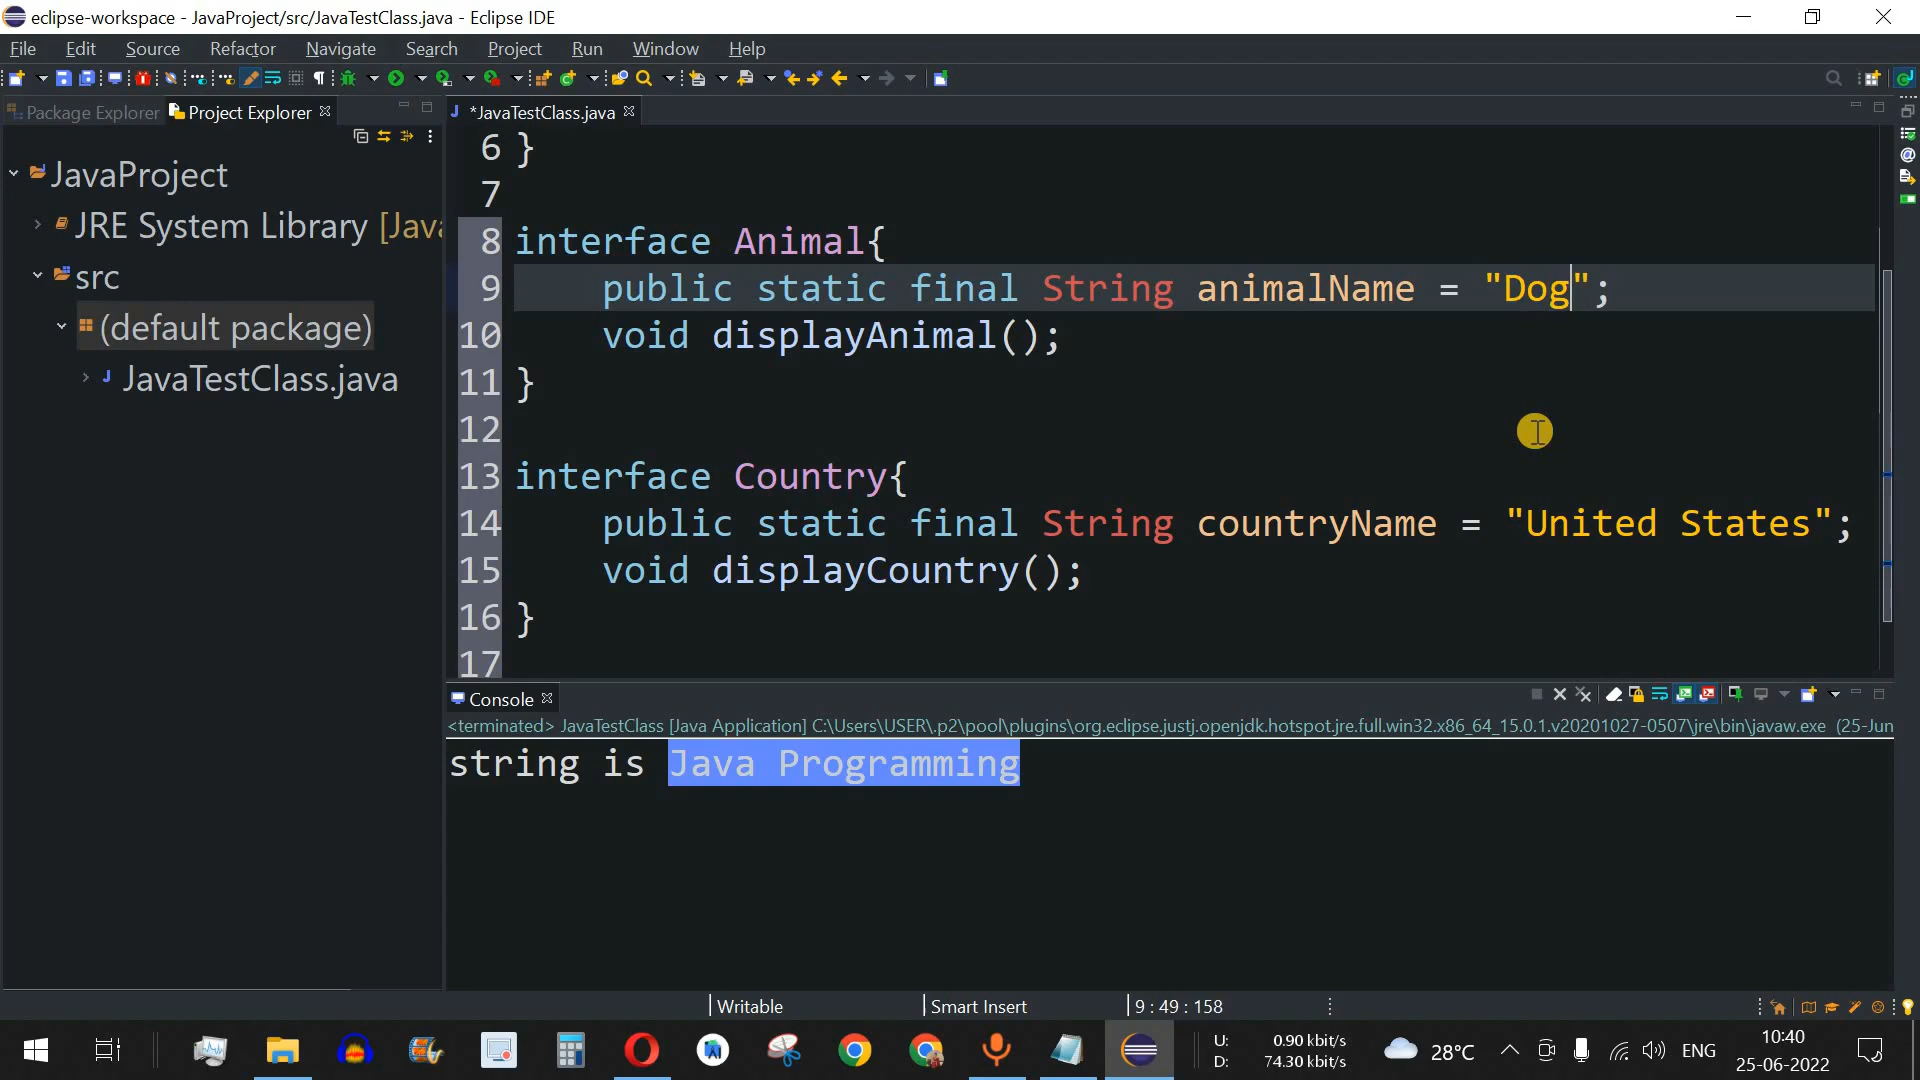 eclipse-workspace - JavaProject/src/JavaTestClass.java - Eclipse IDE
File Edit Source Refactor Navigate Search Project Run Window Help
Package Explorer Project Explorer *JavaTestClass.java
JavaProject
JRE System Library [Java
src
(default package)
JavaTestClass.java
6 }
7
8 interface Animal{
9 public static final String animalName = "Dog";
10 void displayAnimal();
11 }
12
13 interface Country{
14 public static final String countryName = "United States";
15 void displayCountry();
16 }
17
Console
<terminated> JavaTestClass [Java Application] C:\Users\USER\.p2\pool\plugins\org.eclipse.justj.openjdk.hotspot.jre.full.win32.x86_64_15.0.1.v20201027-0507\jre\bin\javaw.exe (25-Jun
string is Java Programming
Writable Smart Insert 9 : 49 : 158
U: 0.90 kbit/s
D: 74.30 kbit/s
28°C
ENG
10:40
25-06-2022